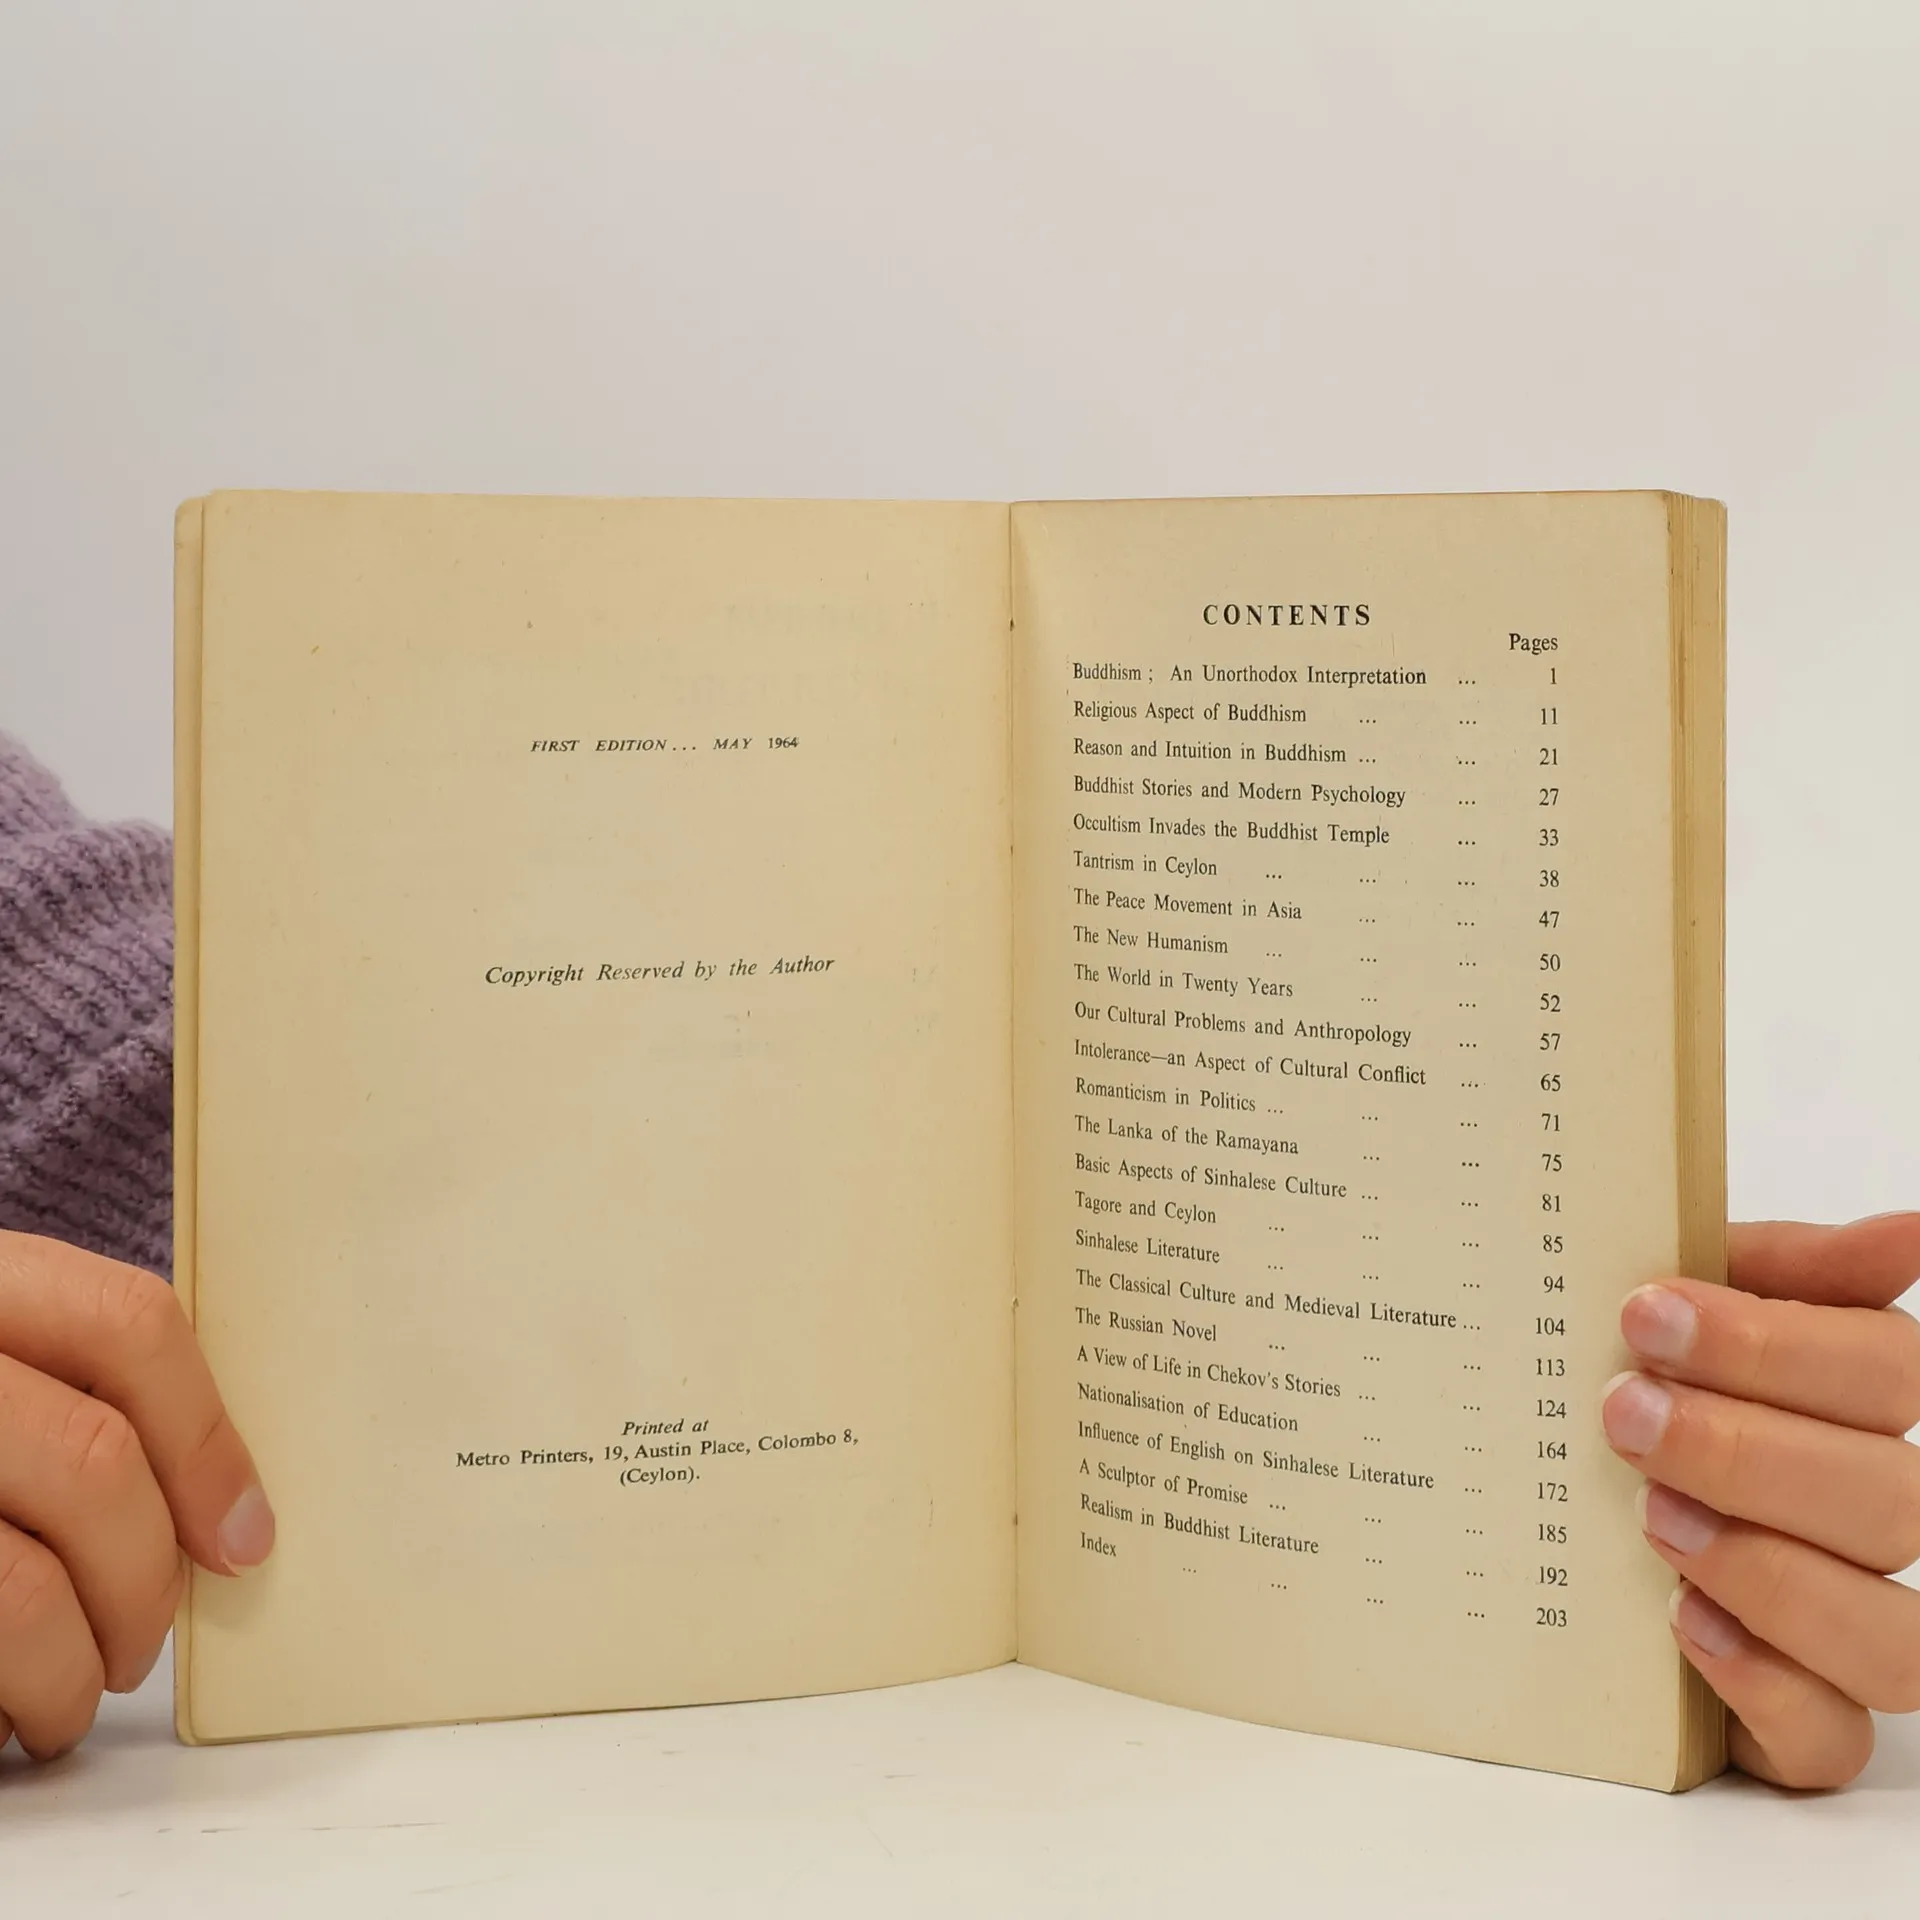 FIRST EDITION... MAY 1964
Copyright Reserved by the Author
Printed at
Metro Printers, 19, Austin Place, Colombo 8,
(Ceylon).
CONTENTS
Pages
Buddhism ; An Unorthodox Interpretation ... 1
Religious Aspect of Buddhism ... ... 11
Reason and Intuition in Buddhism ... ... 21
Buddhist Stories and Modern Psychology ... 27
Occultism Invades the Buddhist Temple ... 33
Tantrism in Ceylon ... ... ... 38
The Peace Movement in Asia ... ... 47
The New Humanism ... ... ... 50
The World in Twenty Years ... ... 52
Our Cultural Problems and Anthropology ... 57
Intolerance—an Aspect of Cultural Conflict ... 65
Romanticism in Politics ... ... ... 71
The Lanka of the Ramayana ... ... 75
Basic Aspects of Sinhalese Culture ... ... 81
Tagore and Ceylon ... ... ... 85
Sinhalese Literature ... ... ... 94
The Classical Culture and Medieval Literature ... 104
The Russian Novel ... ... ... 113
A View of Life in Chekov's Stories ... ... 124
Nationalisation of Education ... ... 164
Influence of English on Sinhalese Literature ... 172
A Sculptor of Promise ... ... ... 185
Realism in Buddhist Literature ... ... 192
Index ... ... ... ... 203